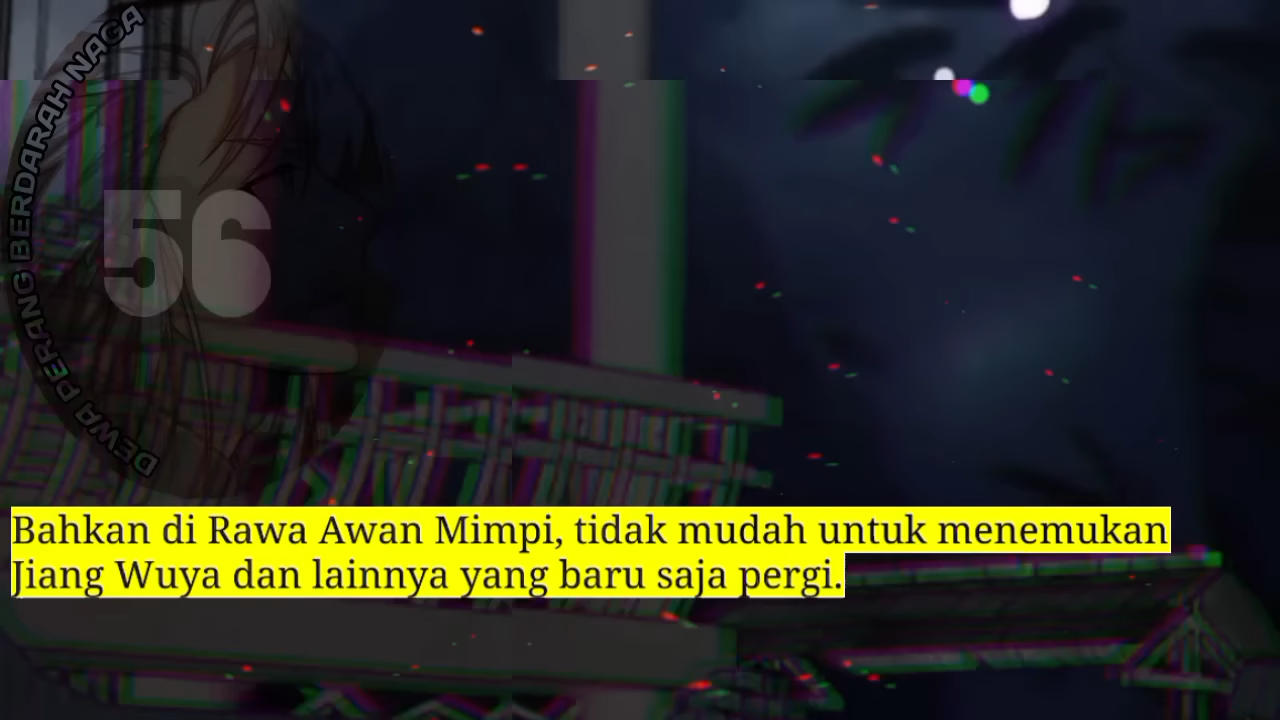 DEWA PERANG BERDARAH NAGA
56
Bahkan di Rawa Awan Mimpi, tidak mudah untuk menemukan
Jiang Wuya dan lainnya yang baru saja pergi.